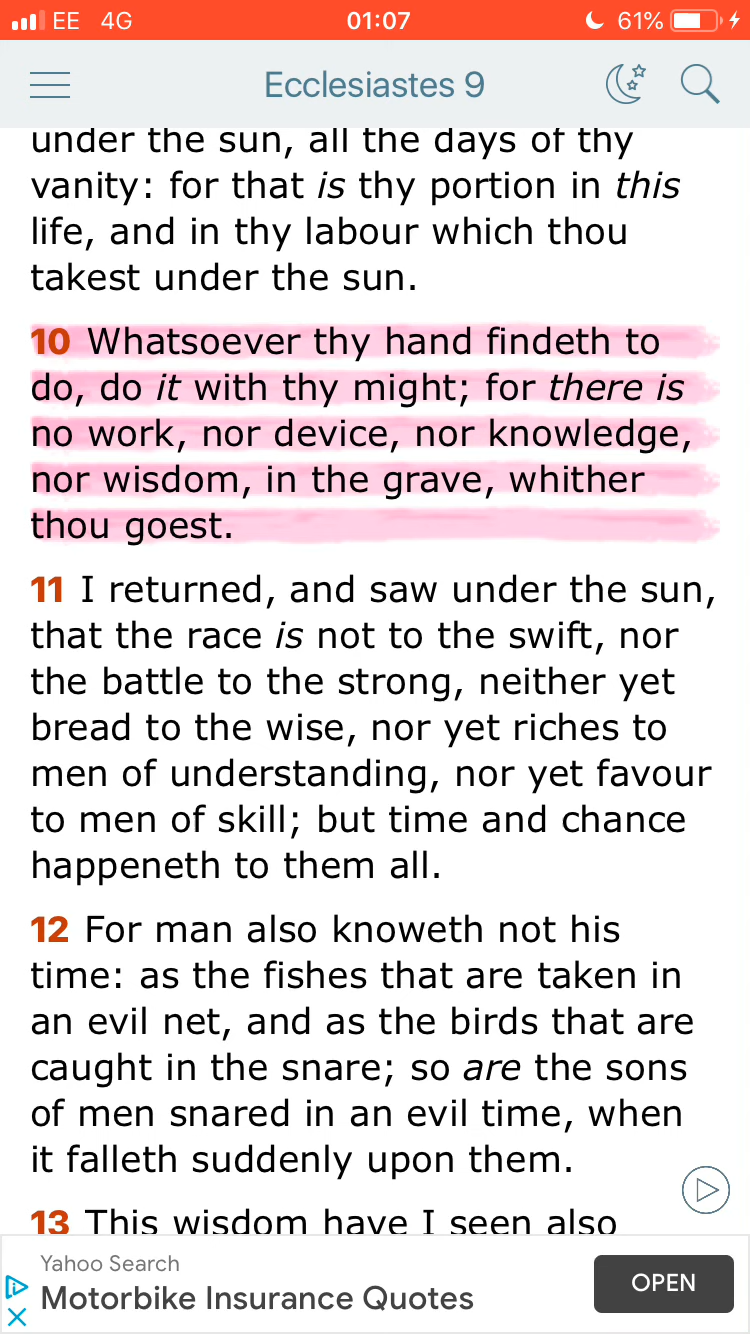 EE 4G 01:07 61%
Ecclesiastes 9
under the sun, all the days of thy
vanity: for that is thy portion in this
life, and in thy labour which thou
takest under the sun.
10 Whatsoever thy hand findeth to
do, do it with thy might; for there is
no work, nor device, nor knowledge,
nor wisdom, in the grave, whither
thou goest.
11 I returned, and saw under the sun,
that the race is not to the swift, nor
the battle to the strong, neither yet
bread to the wise, nor yet riches to
men of understanding, nor yet favour
to men of skill; but time and chance
happeneth to them all.
12 For man also knoweth not his
time: as the fishes that are taken in
an evil net, and as the birds that are
caught in the snare; so are the sons
of men snared in an evil time, when
it falleth suddenly upon them.
13 This wisdom have I seen also
Yahoo Search
Motorbike Insurance Quotes
OPEN